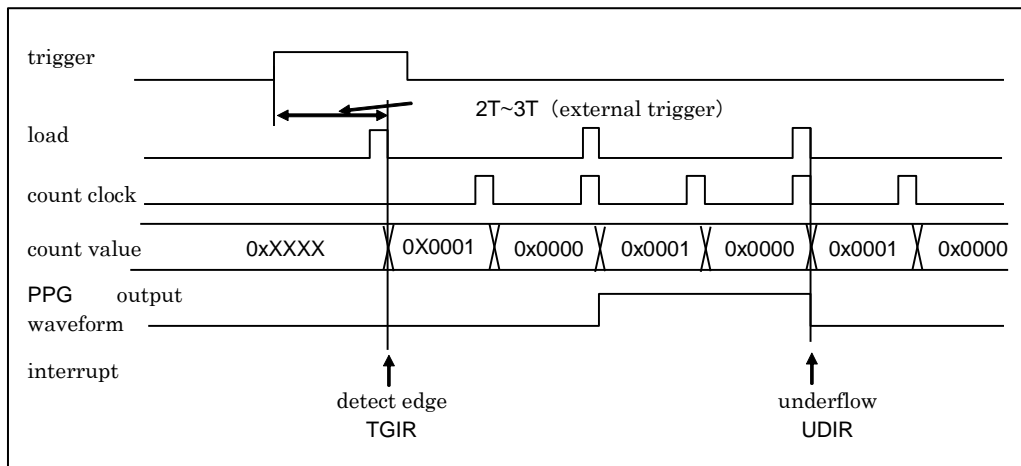 trigger
2T~3T（external trigger）
load
count clock
count value 0xXXXX 0X0001 0x0000 0x0001 0x0000 0x0001 0x0000
PPG output
waveform
interrupt
detect edge underflow
TGIR UDIR